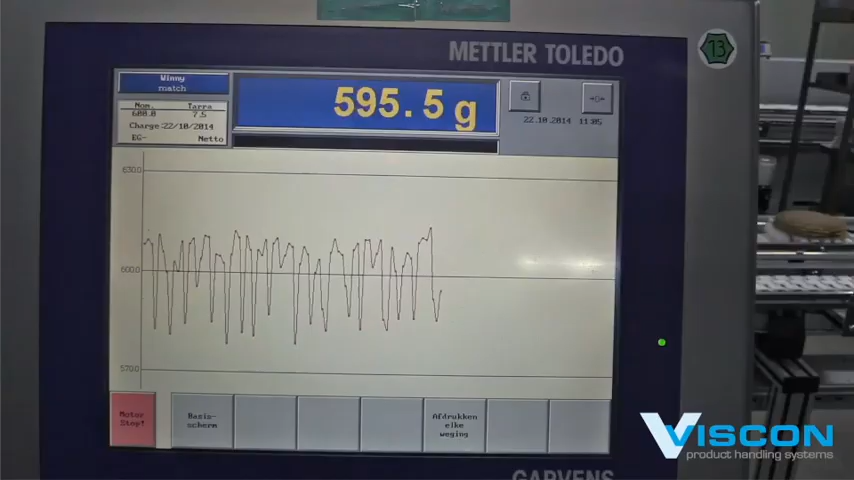 METTLER TOLEDO
13
Winny
match
595.5 g
Nom. Tarra
600.0 7.5
Charge:22/10/2014
EG- Netto
22.10.2014 11:05
630.0
600.0
570.0
Motor
Stop!
Basis-
scherm
Afdrukken
elke
weging
VISCON
product handling systems
GARVENS